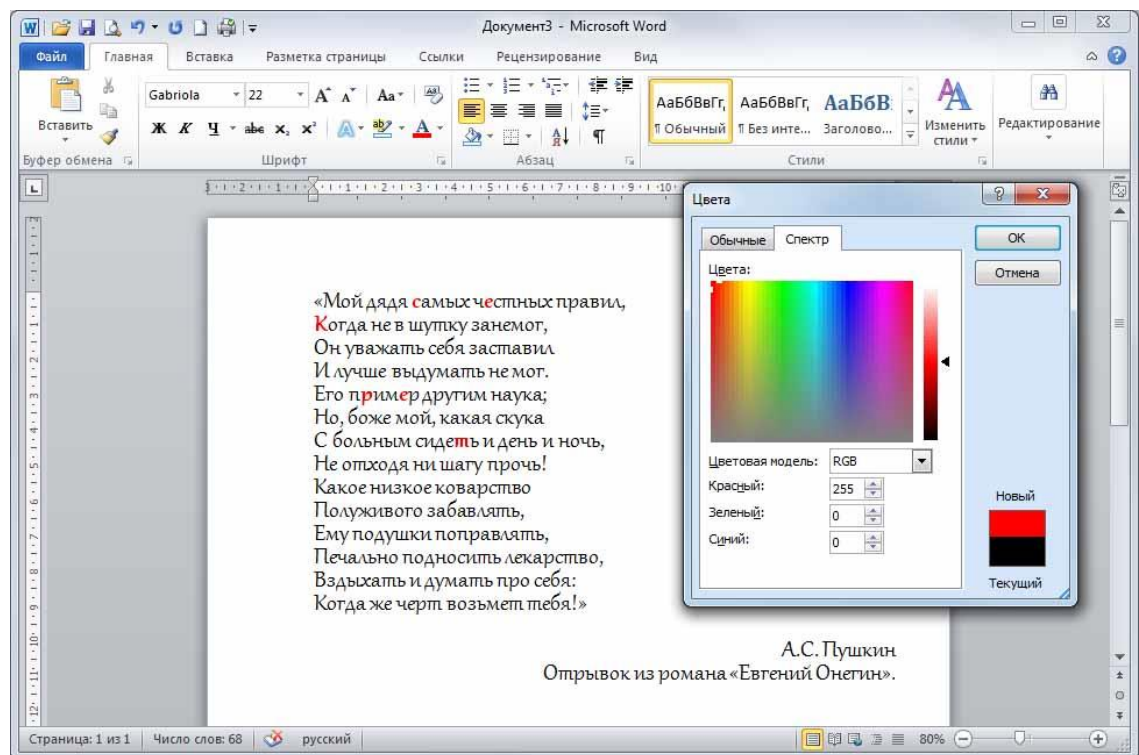 Документ3 - Microsoft Word
Файл Главная Вставка Разметка страницы Ссылки Рецензирование Вид
Вставить
Буфер обмена
Gabriola 22
Ж К Ч abc x₂ x²
Шрифт
Абзац
АаБбВвГг, АаБбВвГг, АаБбВ
¶ Обычный ¶ Без инте... Заголово...
Стили
Изменить стили
Редактирование
«Мой дядя самых честных правил,
Когда не в шутку занемог,
Он уважать себя заставил
И лучше выдумать не мог.
Его пример другим наука;
Но, боже мой, какая скука
С больным сидеть и день и ночь,
Не отходя ни шагу прочь!
Какое низкое коварство
Полуживого забавлять,
Ему подушки поправлять,
Печально подносить лекарство,
Вздыхать и думать про себя:
Когда же черт возьмет тебя!»
А.С. Пушкин
Отрывок из романа «Евгений Онегин».
Цвета
Обычные Спектр
Цвета:
Цветовая модель: RGB
Красный: 255
Зеленый: 0
Синий: 0
ОК
Отмена
Новый
Текущий
Страница: 1 из 1 Число слов: 68 русский 80%